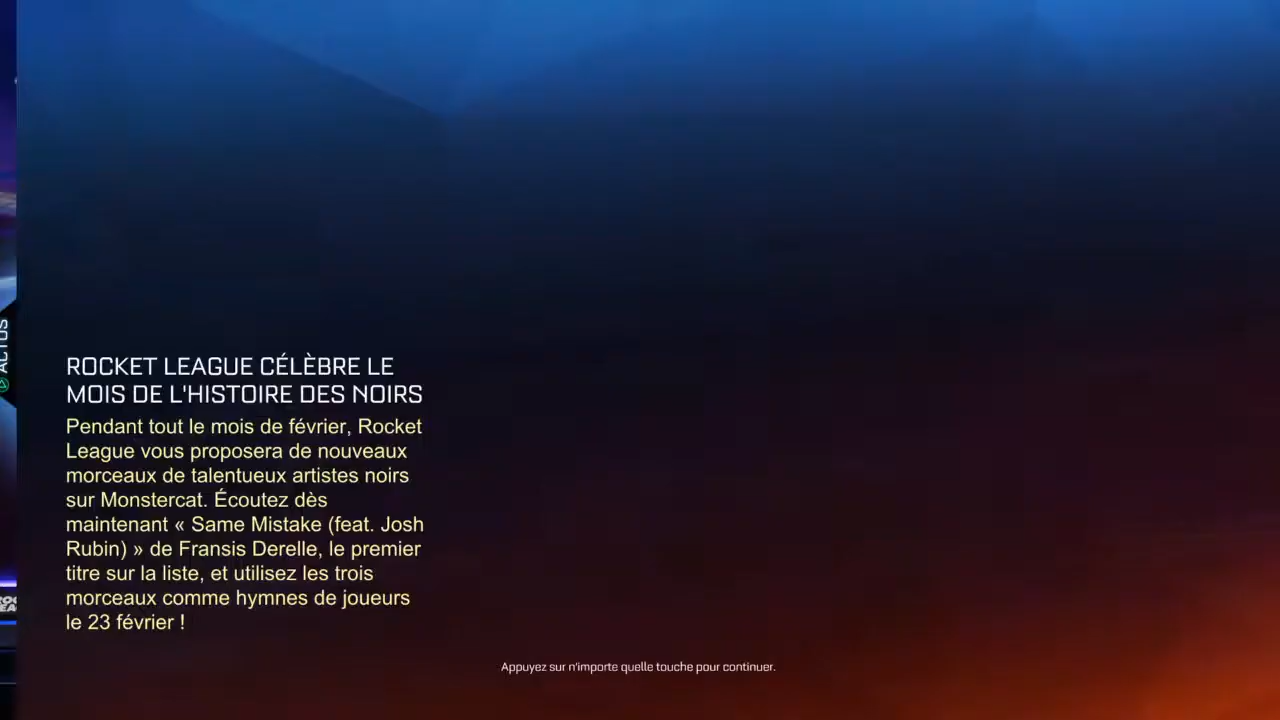 ACTUS
ROCKET LEAGUE CÉLÈBRE LE
MOIS DE L'HISTOIRE DES NOIRS
Pendant tout le mois de février, Rocket
League vous proposera de nouveaux
morceaux de talentueux artistes noirs
sur Monstercat. Écoutez dès
maintenant « Same Mistake (feat. Josh
Rubin) » de Fransis Derelle, le premier
titre sur la liste, et utilisez les trois
morceaux comme hymnes de joueurs
le 23 février !
Appuyez sur n'importe quelle touche pour continuer.